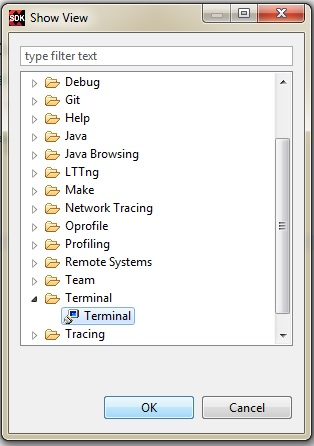 SDK Show View
type filter text
Debug
Git
Help
Java
Java Browsing
LTTng
Make
Network Tracing
Oprofile
Profiling
Remote Systems
Team
Terminal
Terminal
Tracing
OK Cancel